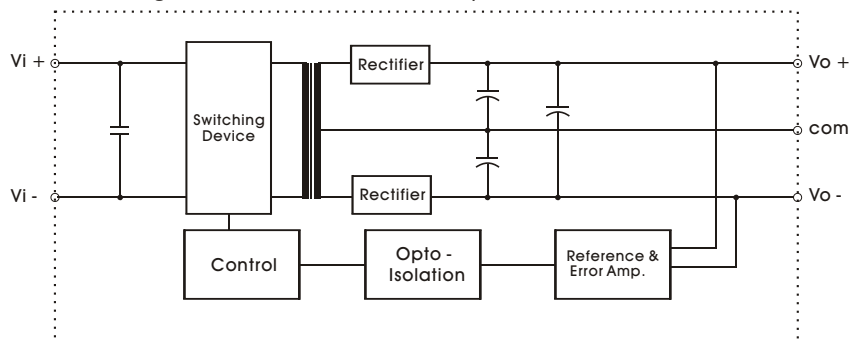 Vi +
Rectifier
Vo +
Switching
Device
com
Vi -
Rectifier
Vo -
Control
Opto -
Isolation
Reference &
Error Amp.